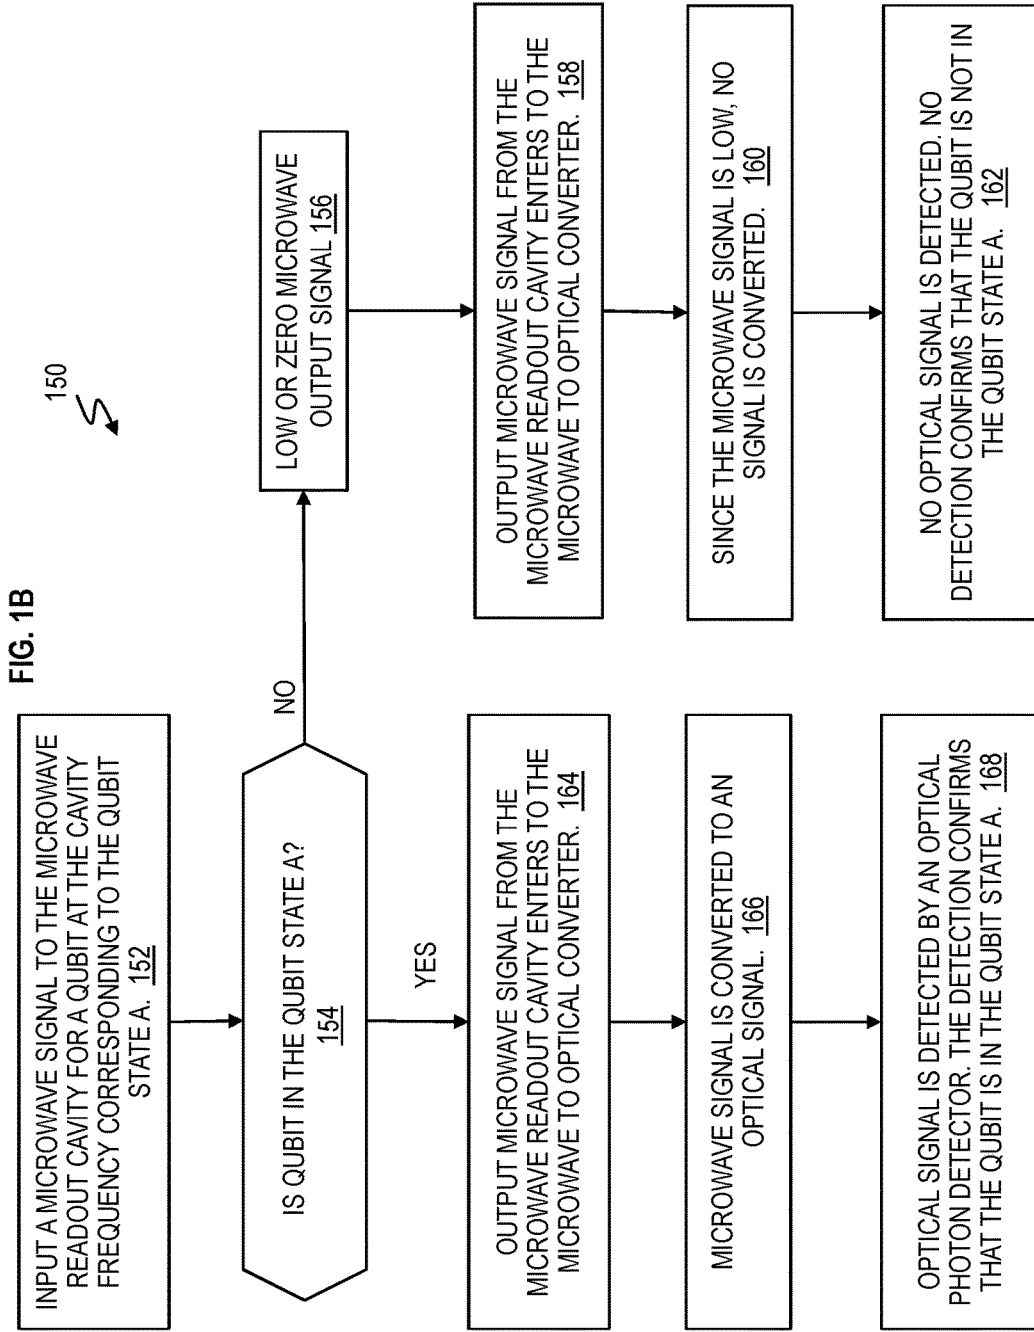 FIG. 1B
150
INPUT A MICROWAVE SIGNAL TO THE MICROWAVE
READOUT CAVITY FOR A QUBIT AT THE CAVITY
FREQUENCY CORRESPONDING TO THE QUBIT
STATE A. 152
IS QUBIT IN THE QUBIT STATE A?
154
NO
YES
LOW OR ZERO MICROWAVE
OUTPUT SIGNAL 156
OUTPUT MICROWAVE SIGNAL FROM THE
MICROWAVE READOUT CAVITY ENTERS TO THE
MICROWAVE TO OPTICAL CONVERTER. 158
SINCE THE MICROWAVE SIGNAL IS LOW, NO
SIGNAL IS CONVERTED. 160
NO OPTICAL SIGNAL IS DETECTED. NO
DETECTION CONFIRMS THAT THE QUBIT IS NOT IN
THE QUBIT STATE A. 162
OUTPUT MICROWAVE SIGNAL FROM THE
MICROWAVE READOUT CAVITY ENTERS TO THE
MICROWAVE TO OPTICAL CONVERTER. 164
MICROWAVE SIGNAL IS CONVERTED TO AN
OPTICAL SIGNAL. 166
OPTICAL SIGNAL IS DETECTED BY AN OPTICAL
PHOTON DETECTOR. THE DETECTION CONFIRMS
THAT THE QUBIT IS IN THE QUBIT STATE A. 168